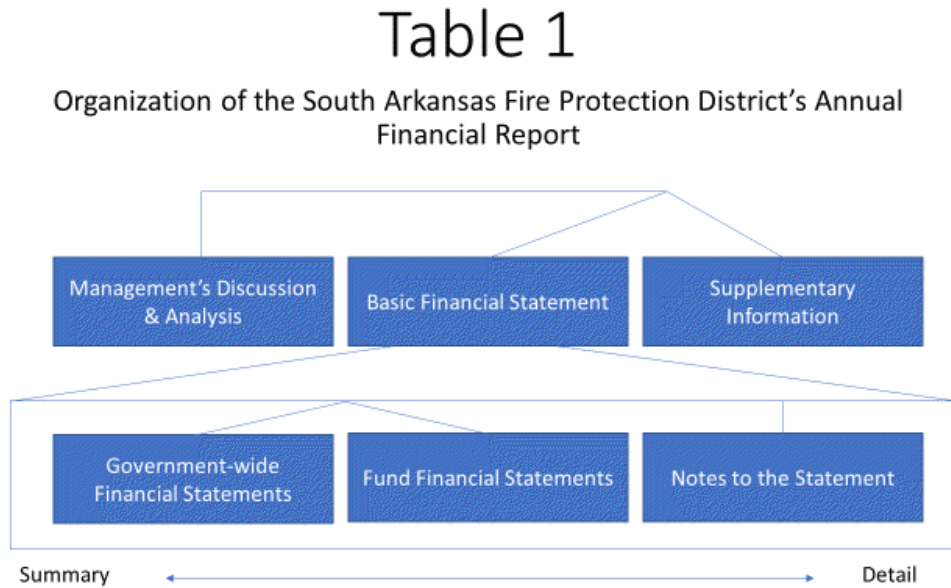 Table 1
Organization of the South Arkansas Fire Protection District's Annual
Financial Report
Management's Discussion
& Analysis
Basic Financial Statement
Supplementary
Information
Government-wide
Financial Statements
Fund Financial Statements
Notes to the Statement
Summary
Detail